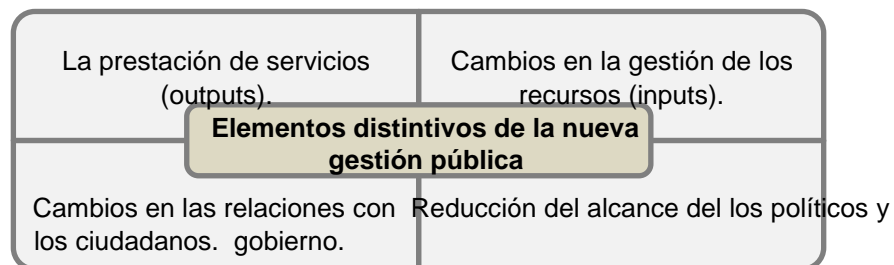 La prestación de servicios
(outputs).
Cambios en la gestión de los
recursos (inputs).
Elementos distintivos de la nueva
gestión pública
Cambios en las relaciones con Reducción del alcance del los políticos y
los ciudadanos. gobierno.